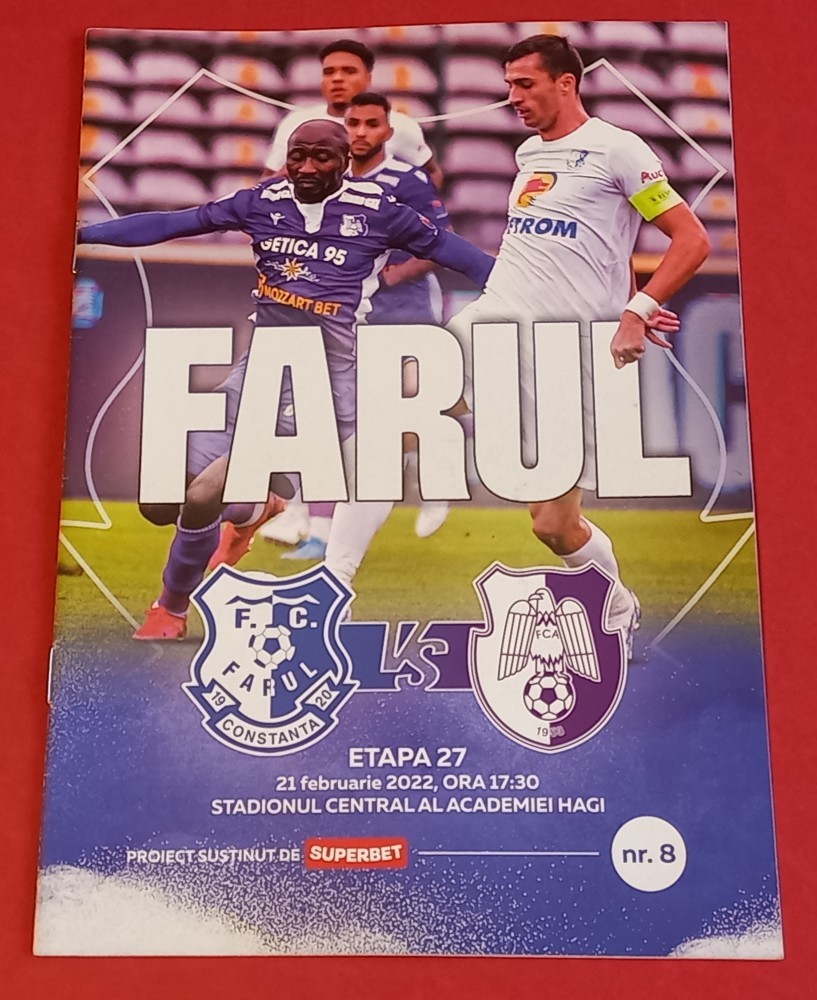 GETICA 95
MOZZART BET
TROM
FARUL
F. C.
FARUL
19 20
CONSTANTA
VS
FCA
ETAPA 27
21 februarie 2022, ORA 17:30
STADIONUL CENTRAL AL ACADEMIEI HAGI
PROIECT SUSȚINUT DE SUPERBET
nr. 8